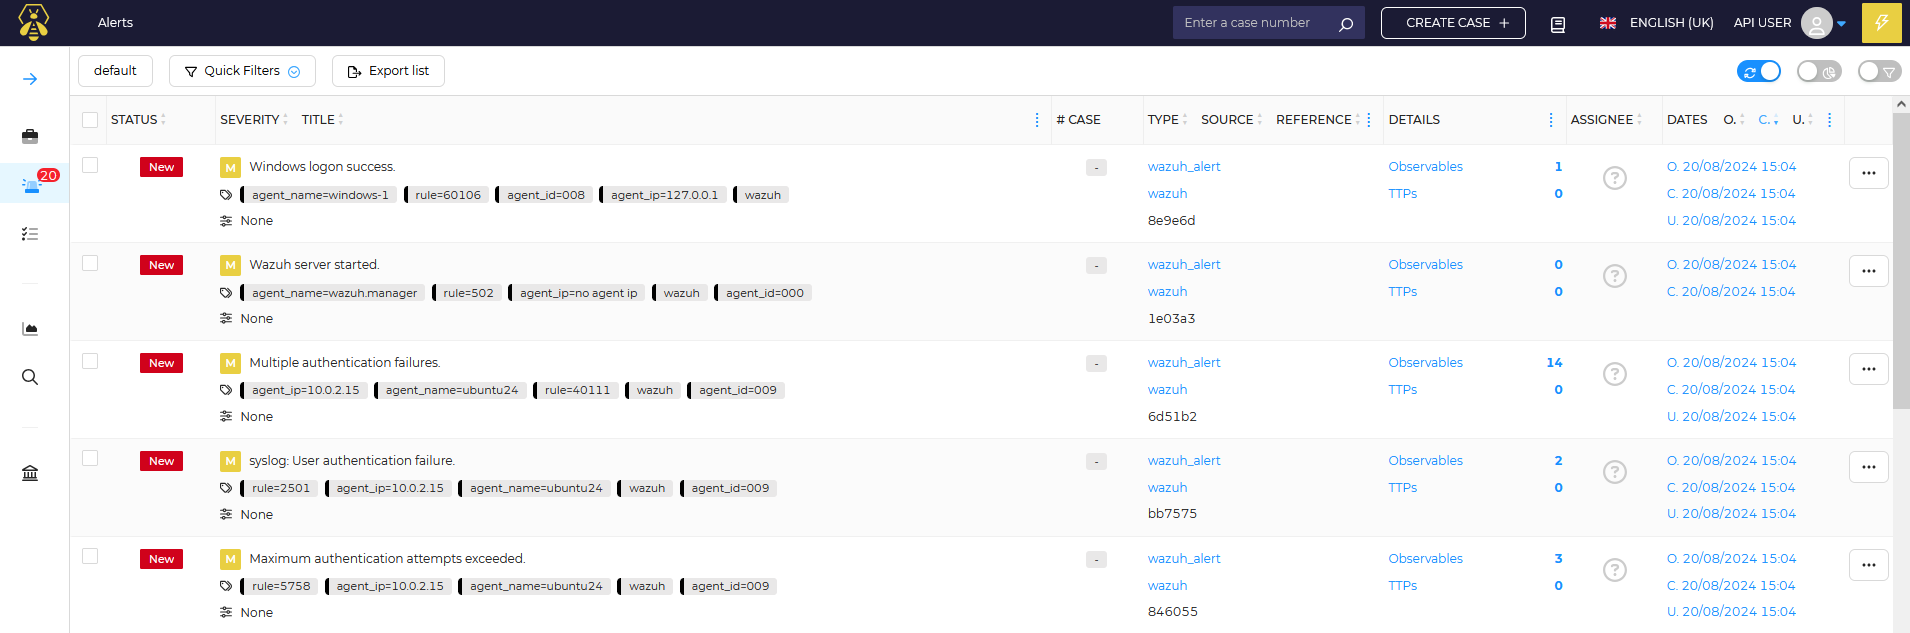 Alerts
Enter a case number
CREATE CASE +
ENGLISH (UK)
API USER
default
Quick Filters
Export list
20
STATUS SEVERITY TITLE # CASE TYPE SOURCE REFERENCE DETAILS ASSIGNEE DATES O. C. U.
New M Windows logon success. - wazuh_alert Observables 1 ? O. 20/08/2024 15:04
agent_name=windows-1 rule=60106 agent_id=008 agent_ip=127.0.0.1 wazuh wazuh TTPs 0 C. 20/08/2024 15:04
None 8e9e6d U. 20/08/2024 15:04
New M Wazuh server started. - wazuh_alert Observables 0 ? O. 20/08/2024 15:04
agent_name=wazuh.manager rule=502 agent_ip=no agent ip wazuh agent_id=000 wazuh TTPs 0 C. 20/08/2024 15:04
None 1e03a3
New M Multiple authentication failures. - wazuh_alert Observables 14 ? O. 20/08/2024 15:04
agent_ip=10.0.2.15 agent_name=ubuntu24 rule=40111 wazuh agent_id=009 wazuh TTPs 0 C. 20/08/2024 15:04
None 6d51b2 U. 20/08/2024 15:04
New M syslog: User authentication failure. - wazuh_alert Observables 2 ? O. 20/08/2024 15:04
rule=2501 agent_ip=10.0.2.15 agent_name=ubuntu24 wazuh agent_id=009 wazuh TTPs 0 C. 20/08/2024 15:04
None bb7575 U. 20/08/2024 15:04
New M Maximum authentication attempts exceeded. - wazuh_alert Observables 3 ? O. 20/08/2024 15:04
rule=5758 agent_ip=10.0.2.15 agent_name=ubuntu24 wazuh agent_id=009 wazuh TTPs 0 C. 20/08/2024 15:04
None 846055 U. 20/08/2024 15:04